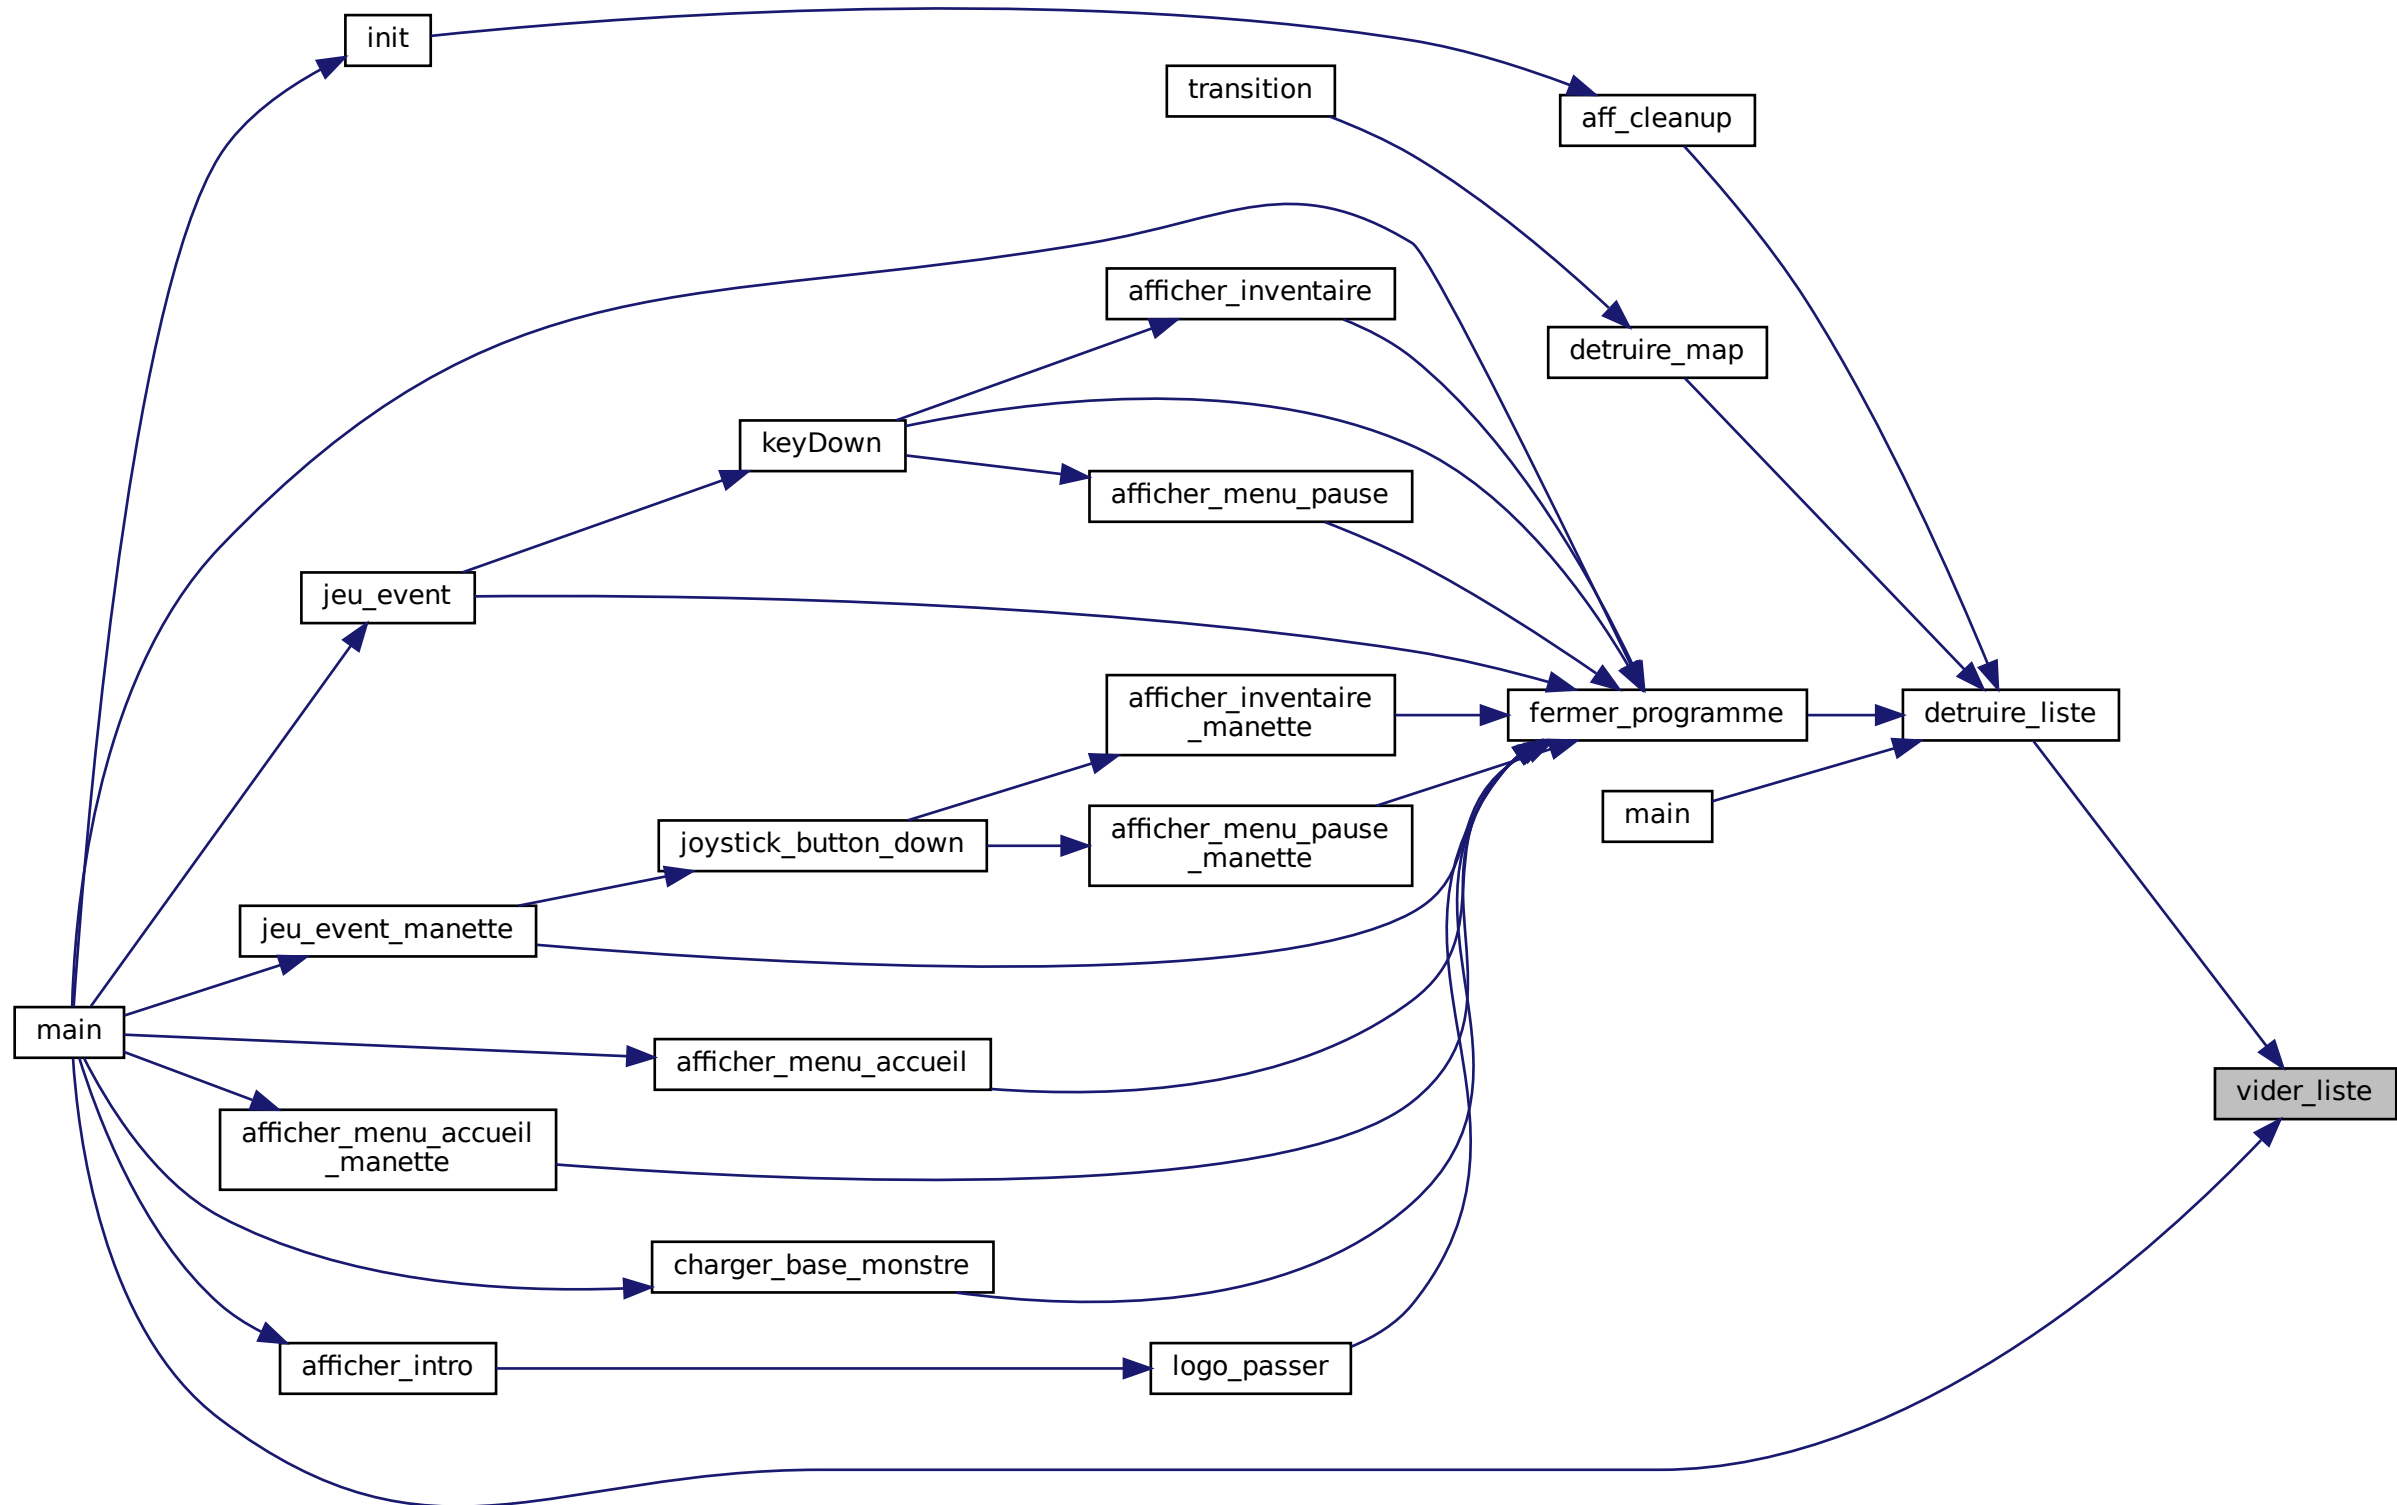 init
transition
aff_cleanup
afficher_inventaire
detruire_map
keyDown
afficher_menu_pause
jeu_event
afficher_inventaire
_manette
fermer_programme
detruire_liste
main
joystick_button_down
afficher_menu_pause
_manette
jeu_event_manette
main
afficher_menu_accueil
vider_liste
afficher_menu_accueil
_manette
charger_base_monstre
afficher_intro
logo_passer